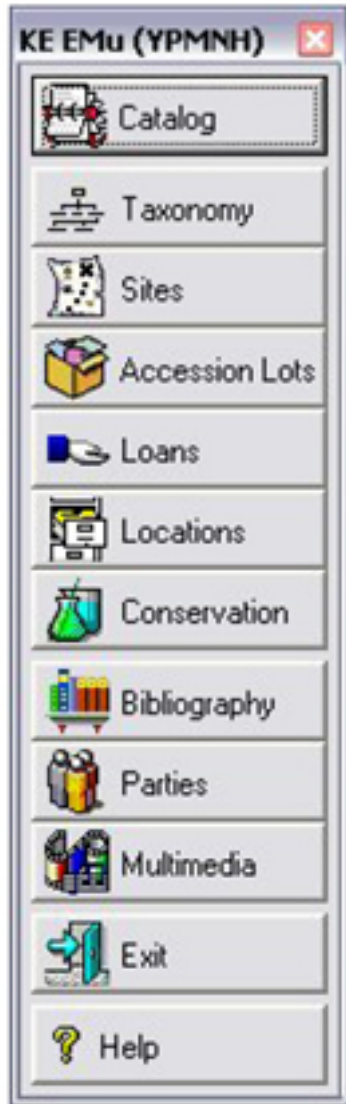 KE EMu (YPMNH)
Catalog
Taxonomy
Sites
Accession Lots
Loans
Locations
Conservation
Bibliography
Parties
Multimedia
Exit
Help